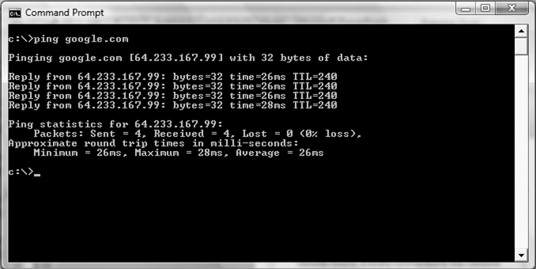 Command Prompt
c:\>ping google.com
Pinging google.com [64.233.167.99] with 32 bytes of data:
Reply from 64.233.167.99: bytes=32 time=26ms TTL=240
Reply from 64.233.167.99: bytes=32 time=26ms TTL=240
Reply from 64.233.167.99: bytes=32 time=26ms TTL=240
Reply from 64.233.167.99: bytes=32 time=28ms TTL=240
Ping statistics for 64.233.167.99:
Packets: Sent = 4, Received = 4, Lost = 0 (0% loss),
Approximate round trip times in milli-seconds:
Minimum = 26ms, Maximum = 28ms, Average = 26ms
c:\>_